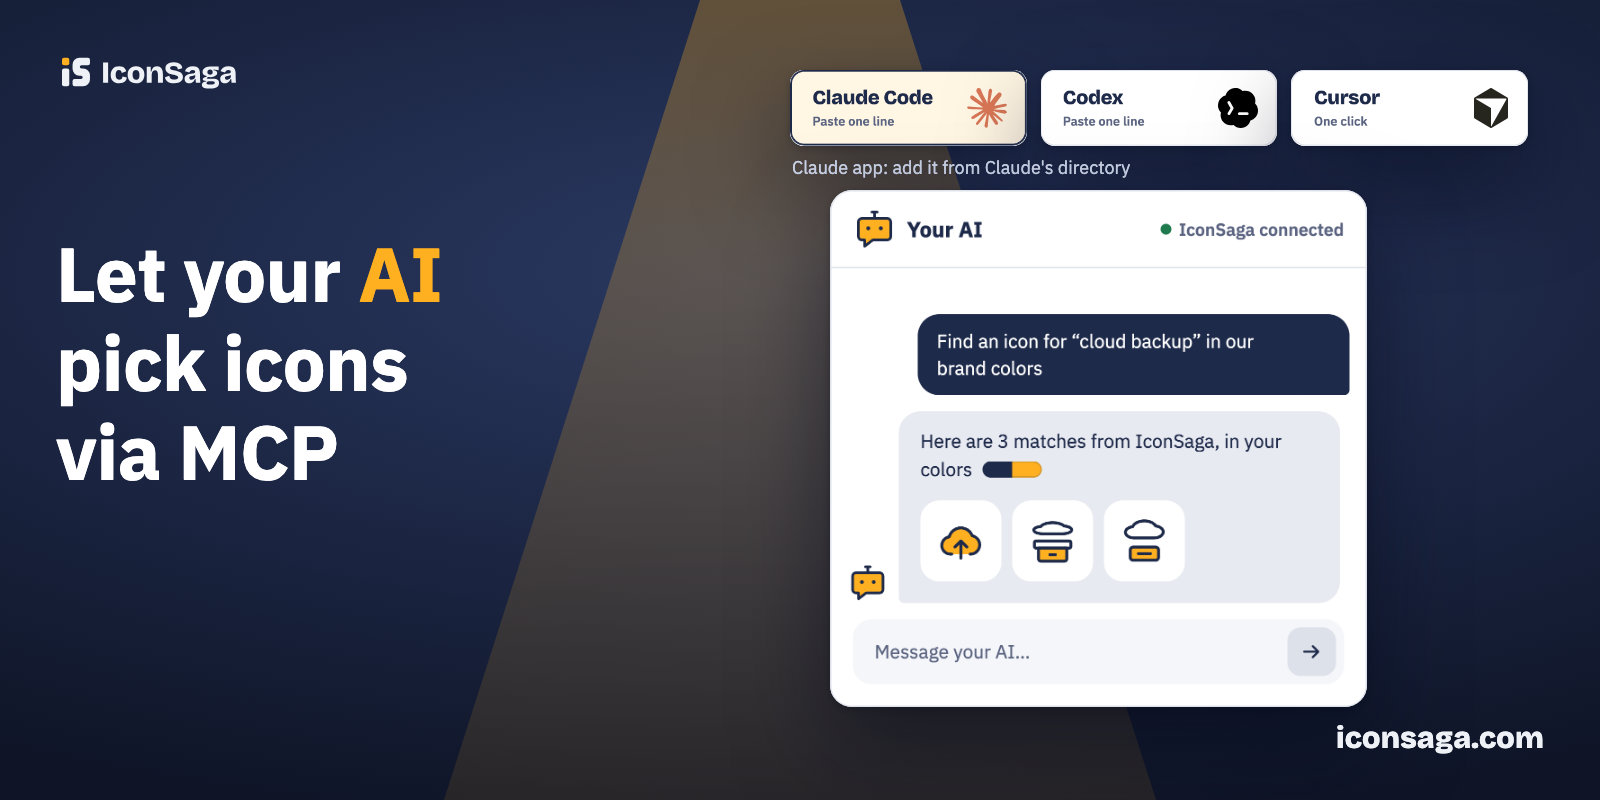 IconSaga
Let your AI
pick icons
via MCP
Claude Code
Paste one line
Codex
Paste one line
Cursor
One click
Claude app: add it from Claude's directory
Your AI
IconSaga connected
Find an icon for “cloud backup” in our
brand colors
Here are 3 matches from IconSaga, in your
colors
Message your AI...
iconsaga.com